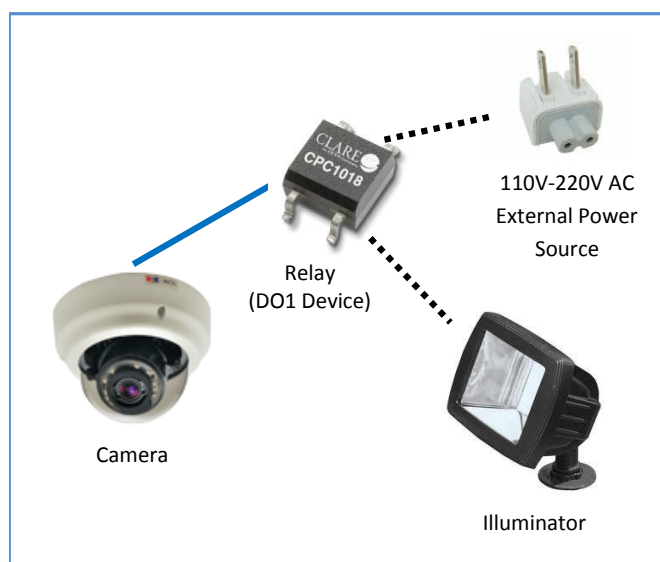 CLARE
CPC1018
110V-220V AC
External Power
Source
Relay
(DO1 Device)
Camera
Illuminator